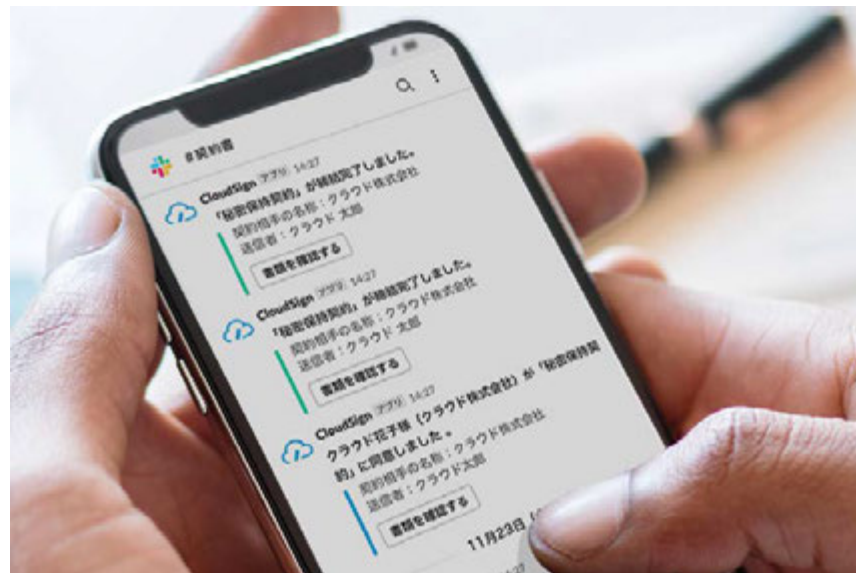 #契約書
CloudSign アプリ 14:27
「秘密保持契約」が締結完了しました。
契約相手の名称：クラウド株式会社
送信者：クラウド 太郎
書類を確認する
CloudSign アプリ 14:27
「秘密保持契約」が締結完了しました。
契約相手の名称：クラウド株式会社
送信者：クラウド 太郎
書類を確認する
CloudSign アプリ 14:27
クラウド花子様（クラウド株式会社）が「秘密保持契
約」に同意しました。
契約相手の名称：クラウド株式会社
送信者：クラウド太郎
書類を確認する
11月23日